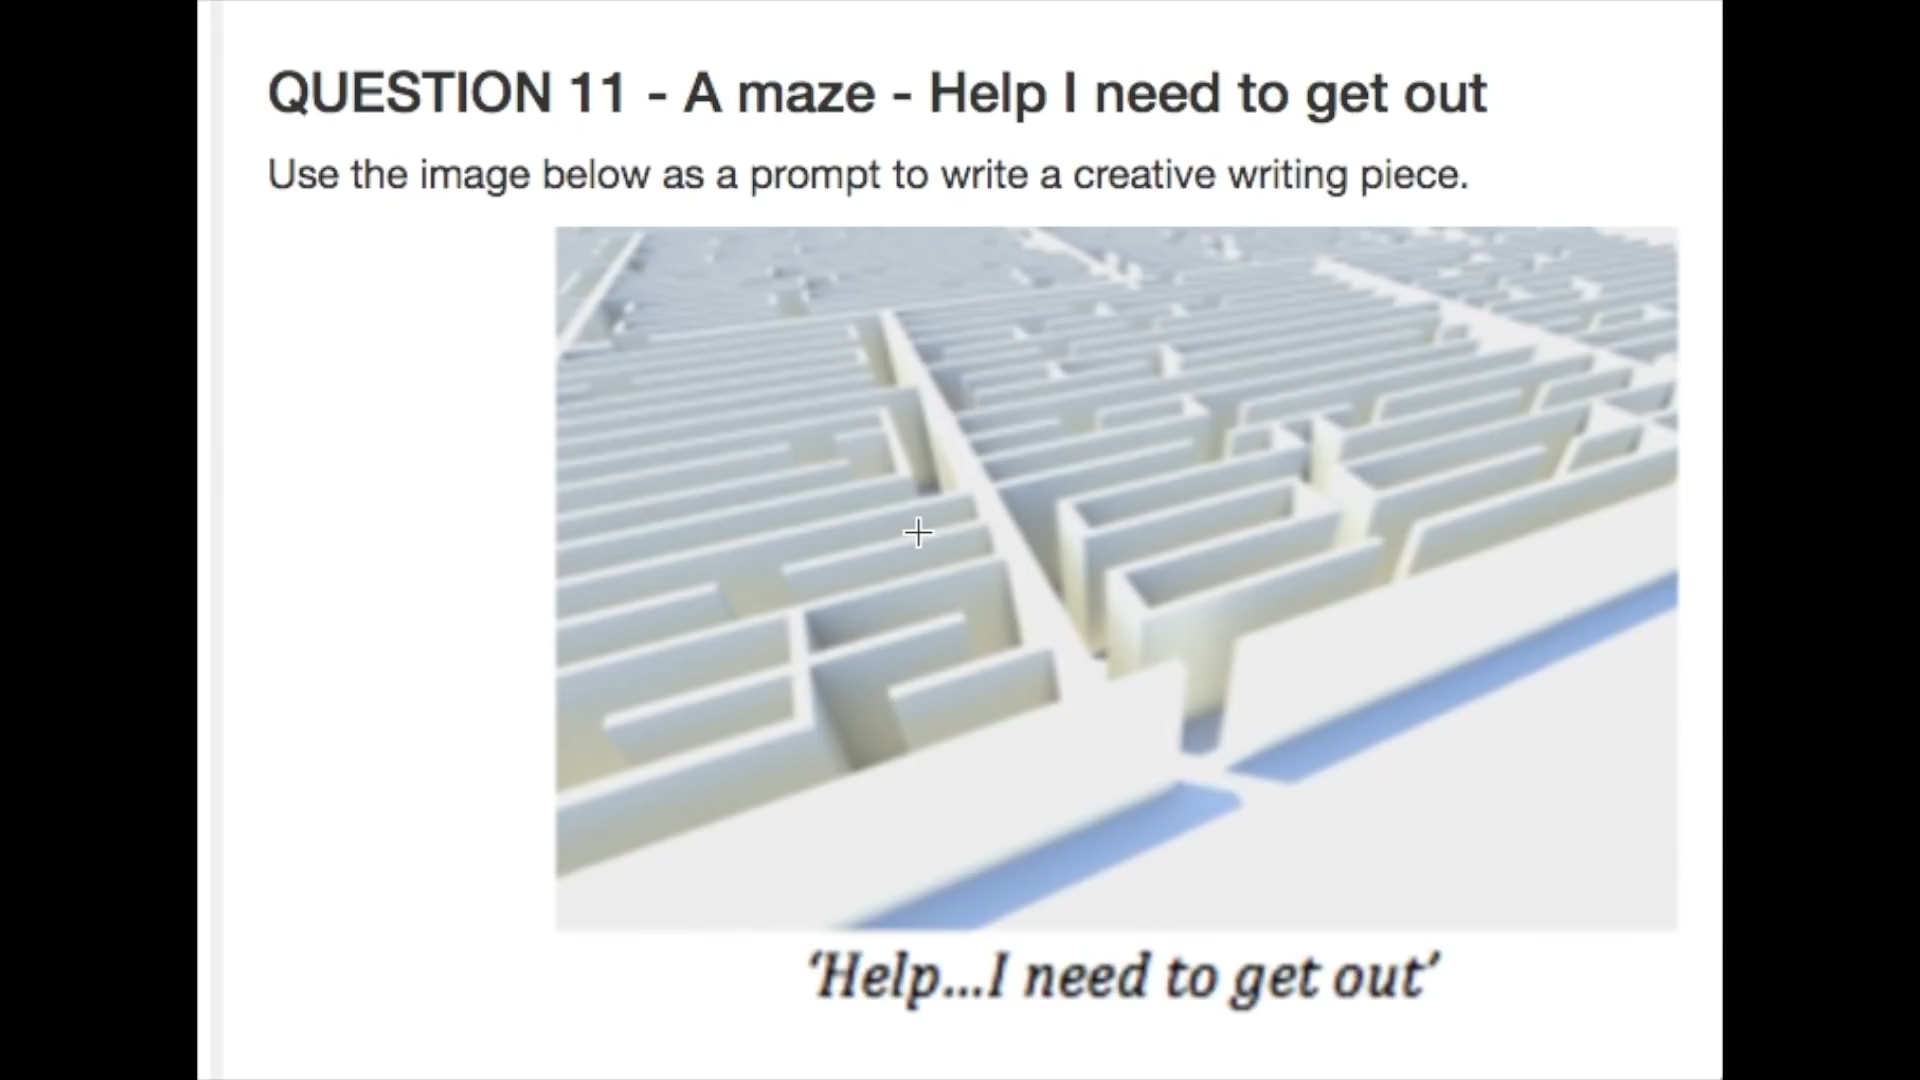 QUESTION 11 - A maze - Help I need to get out
Use the image below as a prompt to write a creative writing piece.
‘Help...I need to get out’